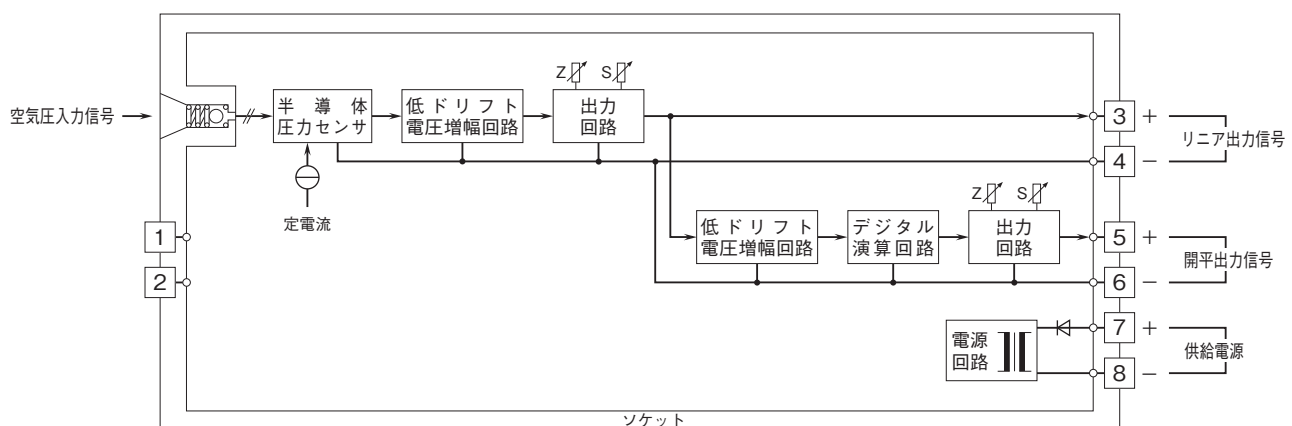 Z S
空気圧入力信号
半導体
圧力センサ
低ドリフト
電圧増幅回路
出力
回路
3 +
4 −
リニア出力信号
定電流
Z S
1
2
低ドリフト
電圧増幅回路
デジタル
演算回路
出力
回路
5 +
6 −
開平出力信号
電源
回路
7 +
8 −
供給電源
ソケット